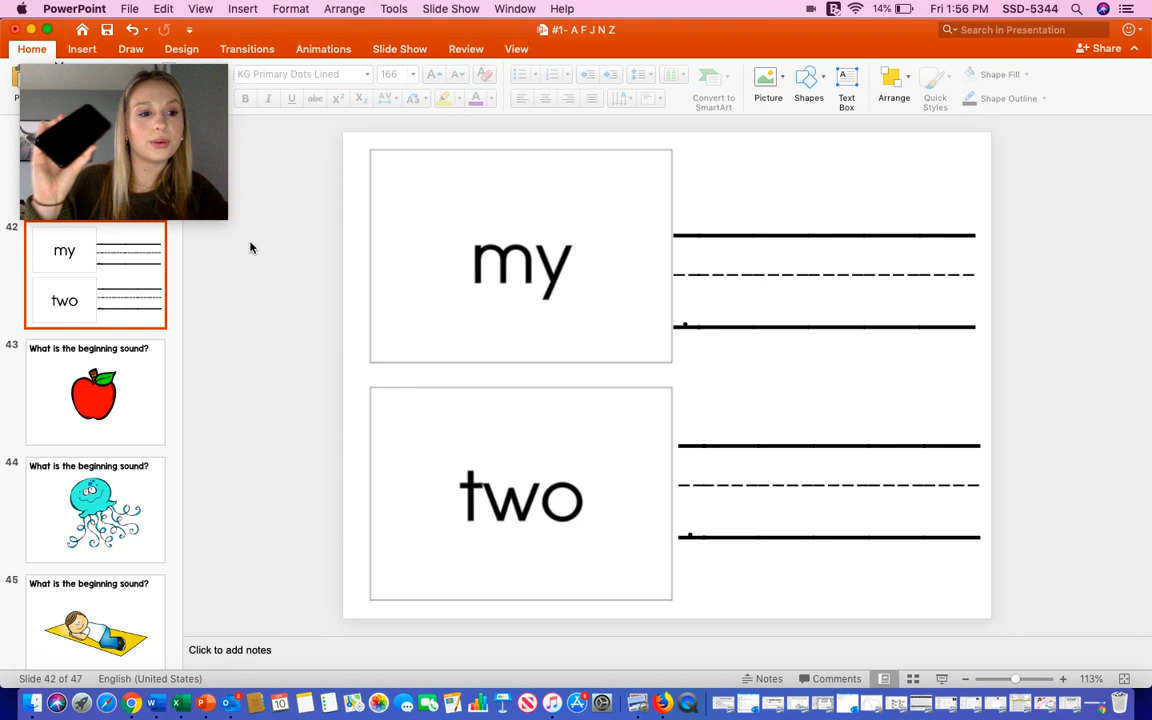 PowerPoint File Edit View Insert Format Arrange Tools Slide Show Window Help 14% Fri 1:56 PM SSD-5344
#1- A F J N Z Search in Presentation
Home Insert Draw Design Transitions Animations Slide Show Review View Share
KG Primary Dots Lined 166 Convert to SmartArt Picture Shapes Text Box Arrange Quick Styles Shape Fill Shape Outline
42
my
two
43
What is the beginning sound?
44
What is the beginning sound?
45
What is the beginning sound?
my
two
Click to add notes
Slide 42 of 47 English (United States) Notes Comments 113%